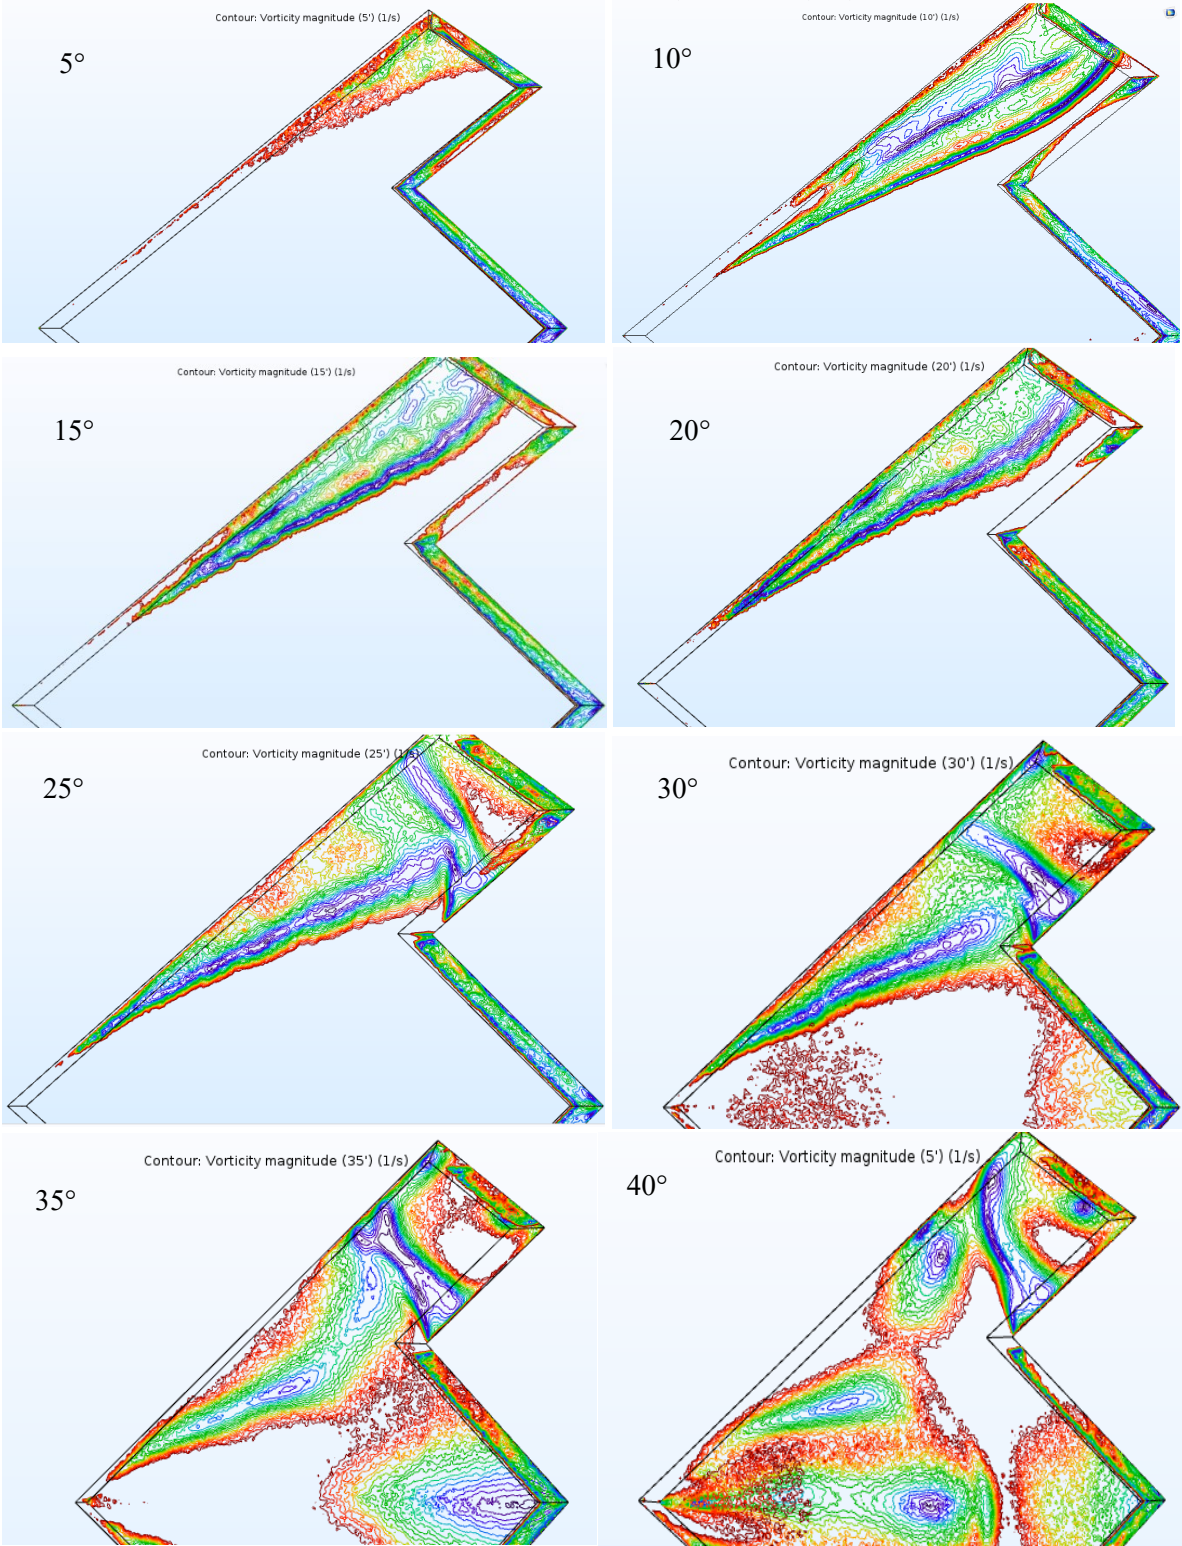 Contour: Vorticity magnitude (5') (1/s)
5°
Contour: Vorticity magnitude (10') (1/s)
10°
Contour: Vorticity magnitude (15') (1/s)
15°
Contour: Vorticity magnitude (20') (1/s)
20°
Contour: Vorticity magnitude (25') (1/s)
25°
Contour: Vorticity magnitude (30') (1/s)
30°
Contour: Vorticity magnitude (35') (1/s)
35°
Contour: Vorticity magnitude (5') (1/s)
40°